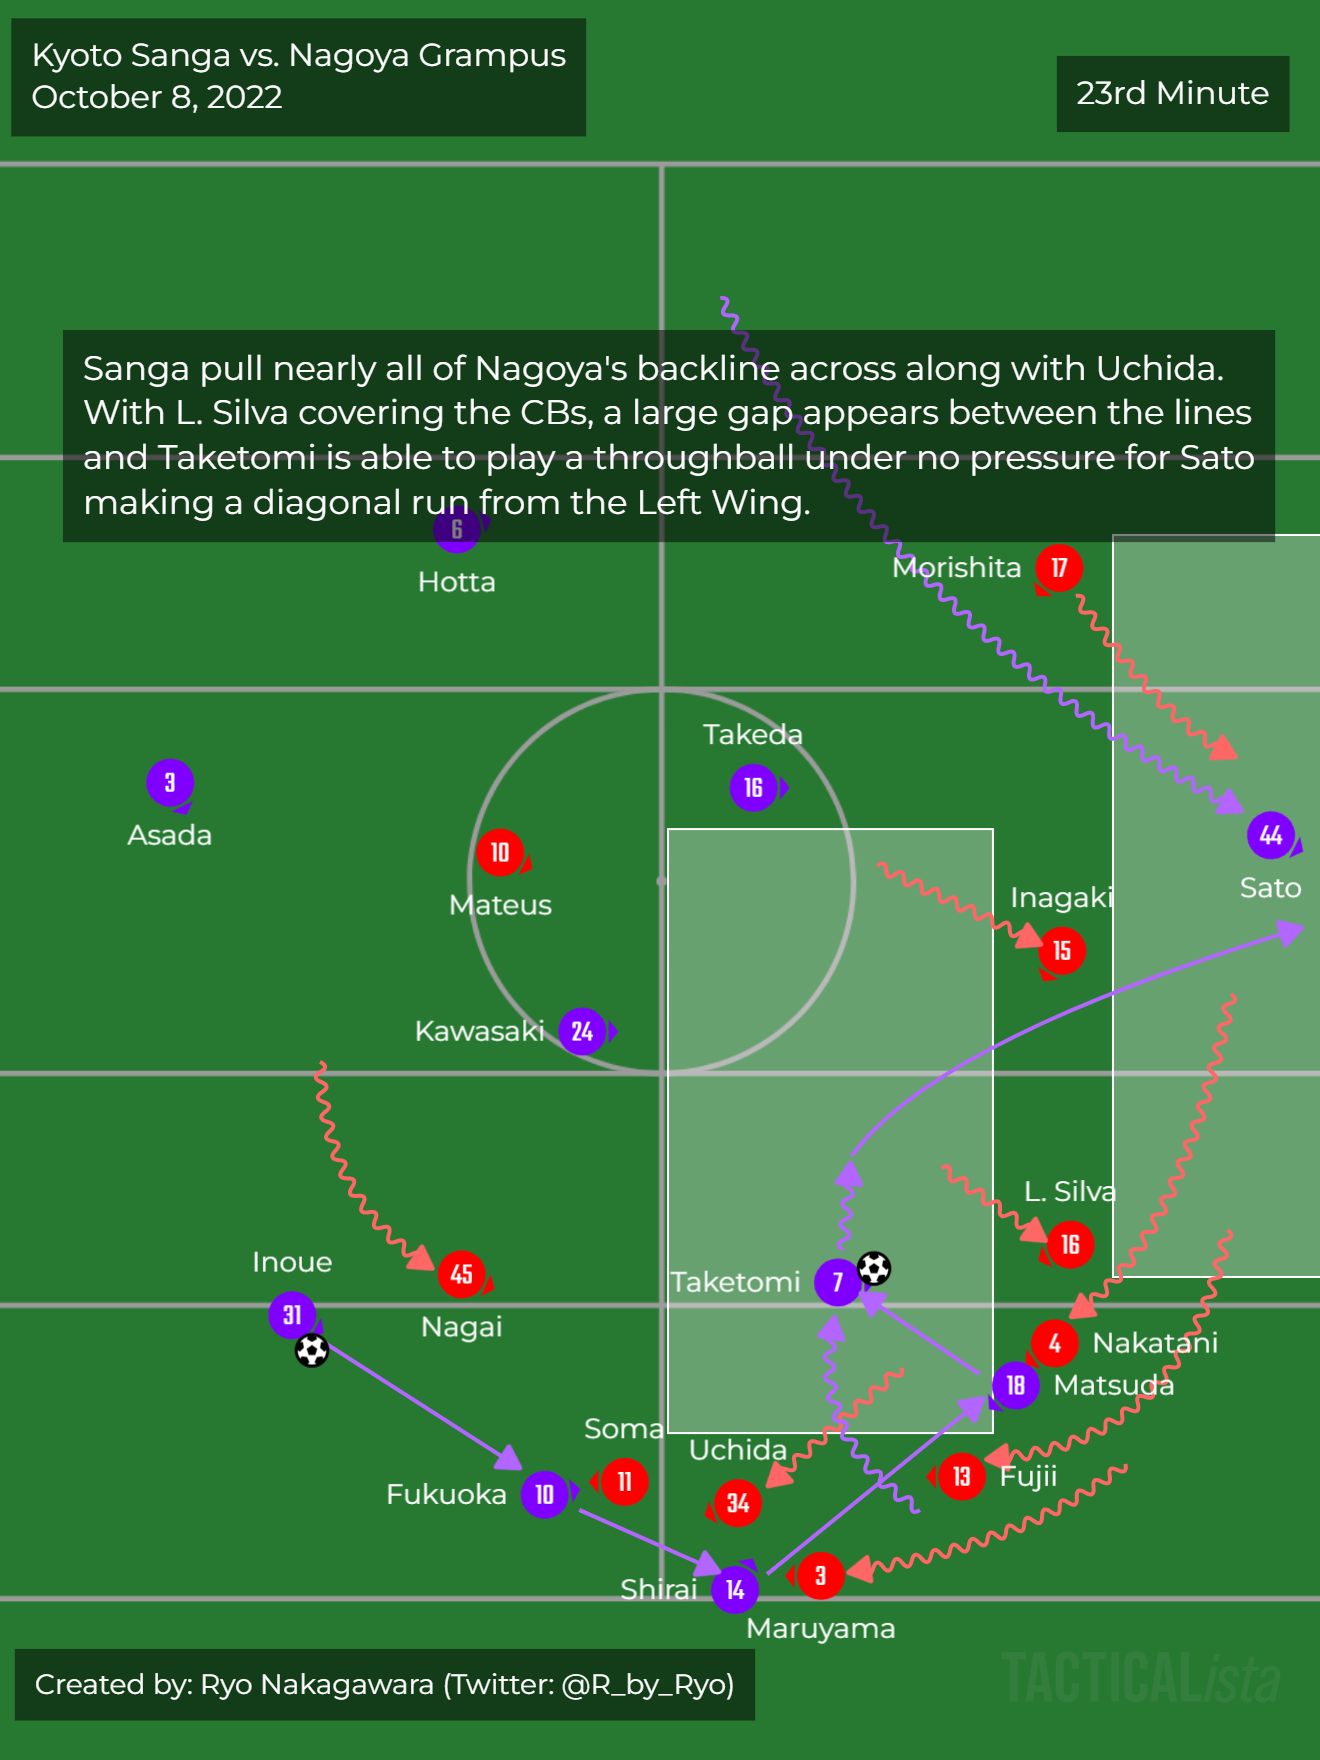 Kyoto Sanga vs. Nagoya Grampus
October 8, 2022
23rd Minute
Sanga pull nearly all of Nagoya's backline across along with Uchida.
With L. Silva covering the CBs, a large gap appears between the lines
and Taketomi is able to play a throughball under no pressure for Sato
making a diagonal run from the Left Wing.
6
Hotta
Morishita
17
Takeda
16
3
Asada
10
Mateus
44
Sato
Inagaki
15
Kawasaki
24
L. Silva
16
Inoue
31
45
Nagai
Taketomi
7
4
Nakatani
18
Matsuda
Soma
11
Uchida
34
13
Fujii
Fukuoka
10
Shirai
14
3
Maruyama
Created by: Ryo Nakagawara (Twitter: @R_by_Ryo)
TACTICALista